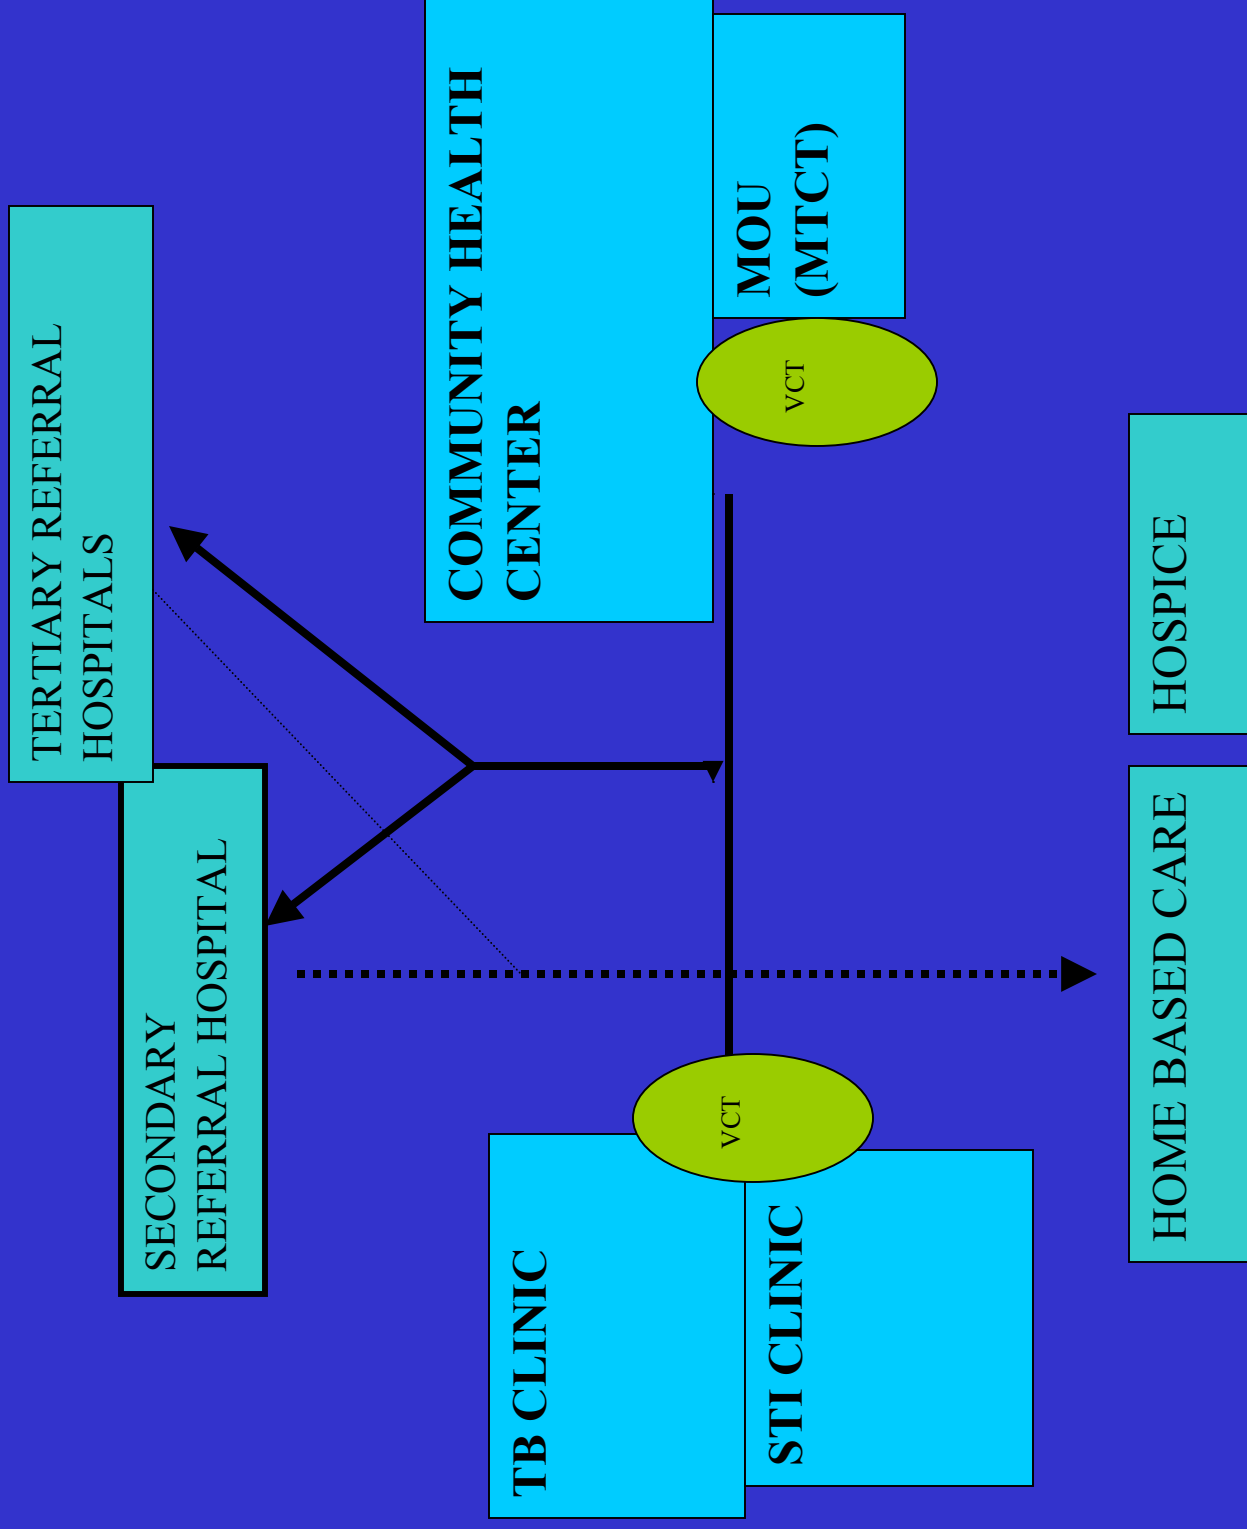 TERTIARY REFERRAL
HOSPITALS
SECONDARY
REFERRAL HOSPITAL
COMMUNITY HEALTH
CENTER
TB CLINIC
MOU
(MTCT)
VCT
VCT
STI CLINIC
HOME BASED CARE
HOSPICE